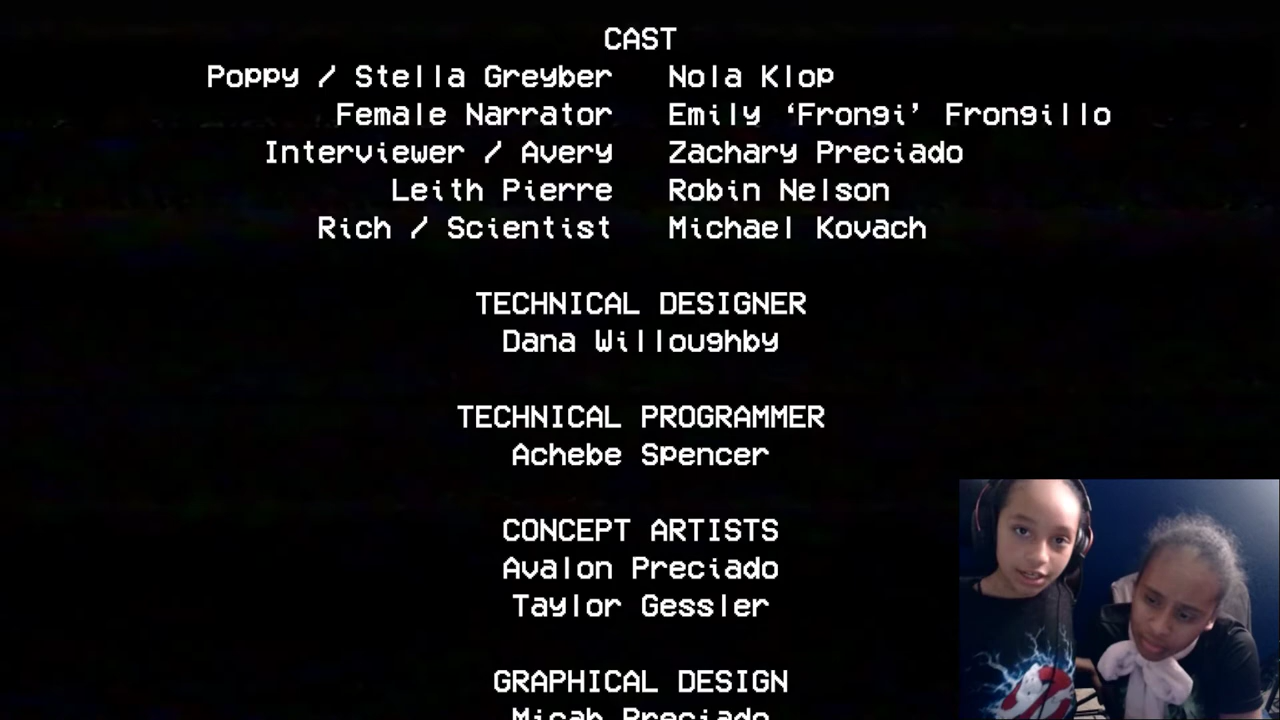 CAST
Poppy / Stella Greyber Nola Klop
Female Narrator Emily ‘Frongi’ Frongillo
Interviewer / Avery Zachary Preciado
Leith Pierre Robin Nelson
Rich / Scientist Michael Kovach
TECHNICAL DESIGNER
Dana Willoughby
TECHNICAL PROGRAMMER
Achebe Spencer
CONCEPT ARTISTS
Avalon Preciado
Taylor Gessler
GRAPHICAL DESIGN
Micah Preciado